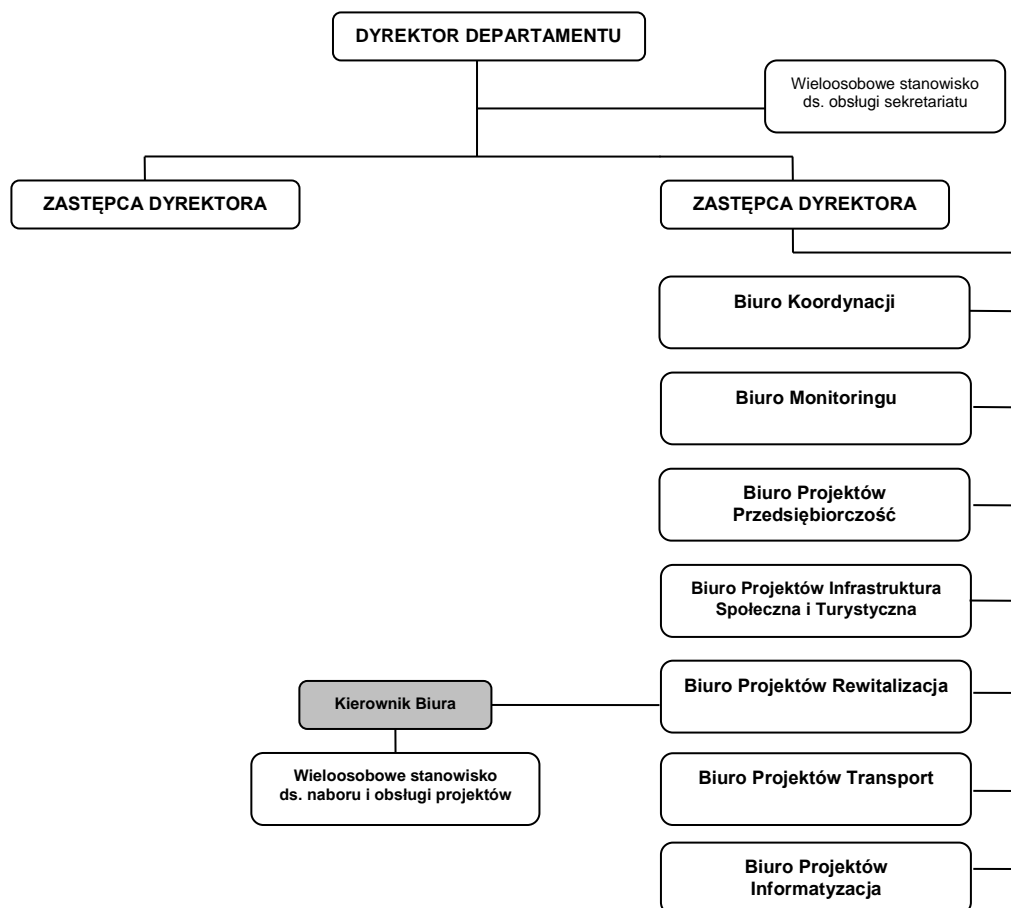 DYREKTOR DEPARTAMENTU
Wieloosobowe stanowisko
ds. obsługi sekretariatu
ZASTĘPCA DYREKTORA
ZASTĘPCA DYREKTORA
Biuro Koordynacji
Biuro Monitoringu
Biuro Projektów
Przedsiębiorczość
Biuro Projektów Infrastruktura
Społeczna i Turystyczna
Kierownik Biura
Biuro Projektów Rewitalizacja
Wieloosobowe stanowisko
ds. naboru i obsługi projektów
Biuro Projektów Transport
Biuro Projektów
Informatyzacja